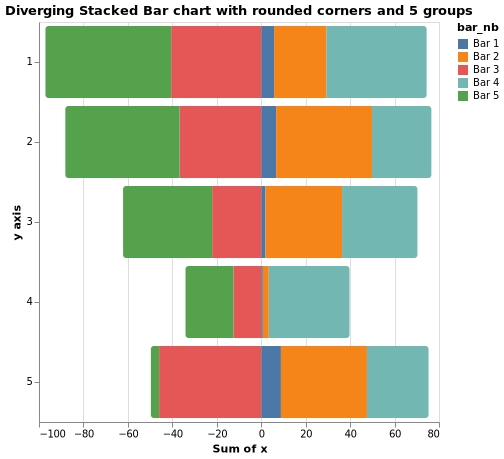 Diverging Stacked Bar chart with rounded corners and 5 groups
bar_nb
Bar 1
Bar 2
Bar 3
Bar 4
Bar 5
y axis
1
2
3
4
5
−100 −80 −60 −40 −20 0 20 40 60 80
Sum of x